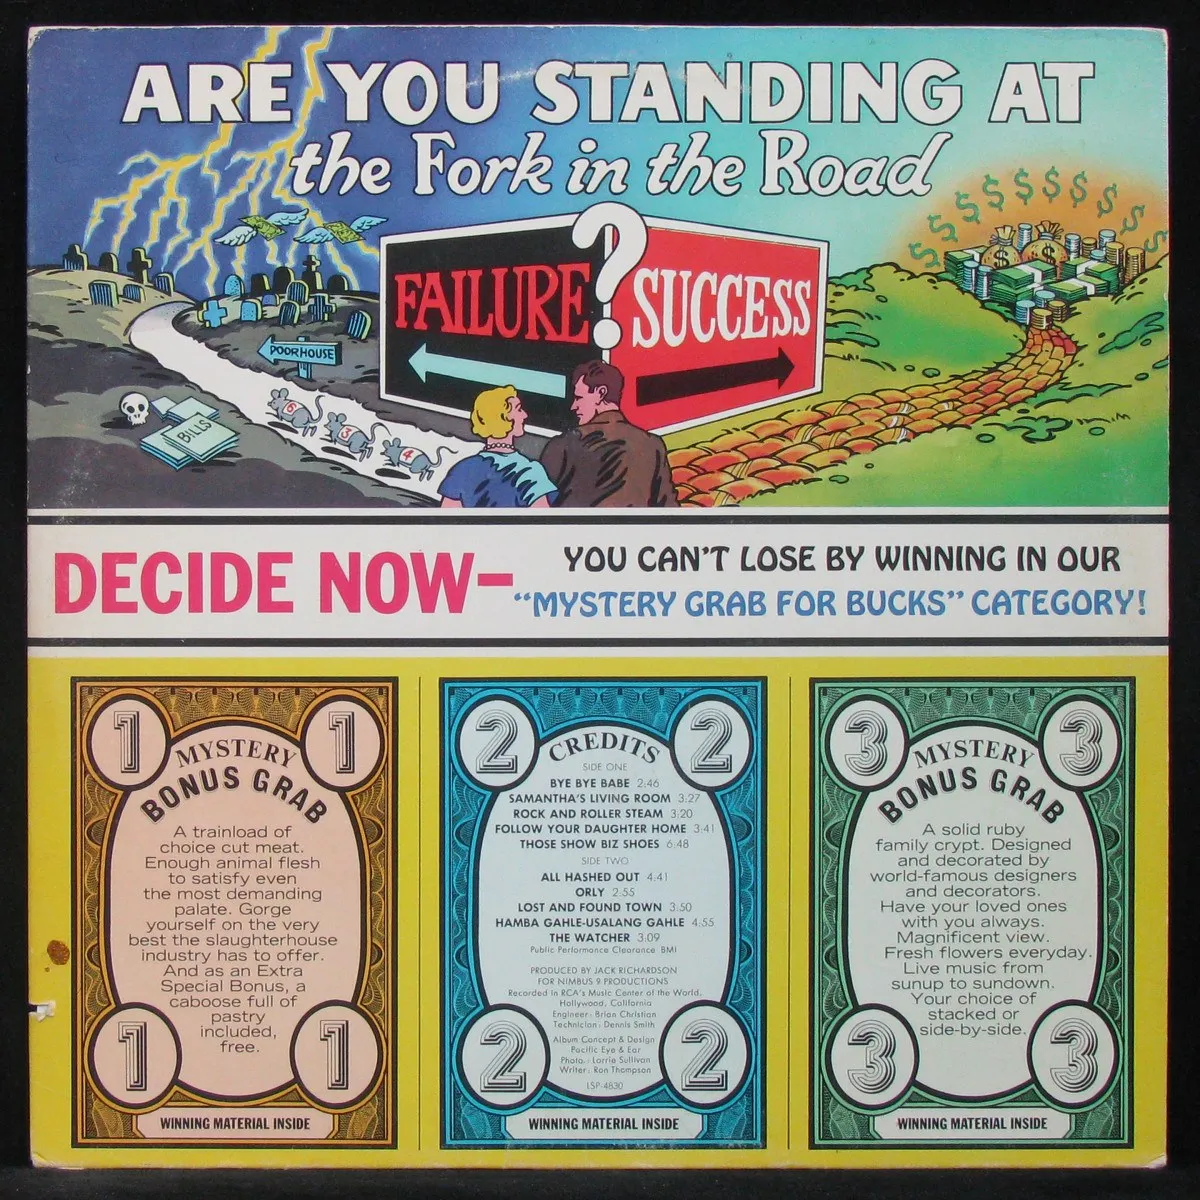 ARE YOU STANDING AT
the Fork in the Road
$ $ $ $ $ $ $ $ $ $ $
FAILURE ? SUCCESS
POORHOUSE
BILLS
6
3
4
DECIDE NOW—
YOU CAN'T LOSE BY WINNING IN OUR
"MYSTERY GRAB FOR BUCKS" CATEGORY!
1 1
MYSTERY
BONUS GRAB
A trainload of
choice cut meat.
Enough animal flesh
to satisfy even
the most demanding
palate. Gorge
yourself on the very
best the slaughterhouse
industry has to offer.
And as an Extra
Special Bonus, a
caboose full of
pastry
included,
free.
1 1
WINNING MATERIAL INSIDE
2 2
CREDITS
SIDE ONE
BYE BYE BABE 2:46
SAMANTHA'S LIVING ROOM 3:27
ROCK AND ROLLER STEAM 3:20
FOLLOW YOUR DAUGHTER HOME 3:41
THOSE SHOW BIZ SHOES 6:48
SIDE TWO
ALL HASHED OUT 4:41
ORLY 2:55
LOST AND FOUND TOWN 3:50
HAMBA GAHLE-USALANG GAHLE 4:55
THE WATCHER 3:09
Public Performance Clearance BMI
PRODUCED BY JACK RICHARDSON
FOR NIMBUS 9 PRODUCTIONS
Recorded in RCA's Music Center of the World,
Hollywood, California
Engineer: Brian Christian
Technician: Dennis Smith
Album Concept & Design
Pacific Eye & Ear
Photo: Lorrie Sullivan
Writer: Ron Thompson
LSP-4830
2 2
WINNING MATERIAL INSIDE
3 3
MYSTERY
BONUS GRAB
A solid ruby
family crypt. Designed
and decorated by
world-famous designers
and decorators.
Have your loved ones
with you always.
Magnificent view.
Fresh flowers everyday.
Live music from
sunup to sundown.
Your choice of
stacked or
side-by-side.
3 3
WINNING MATERIAL INSIDE